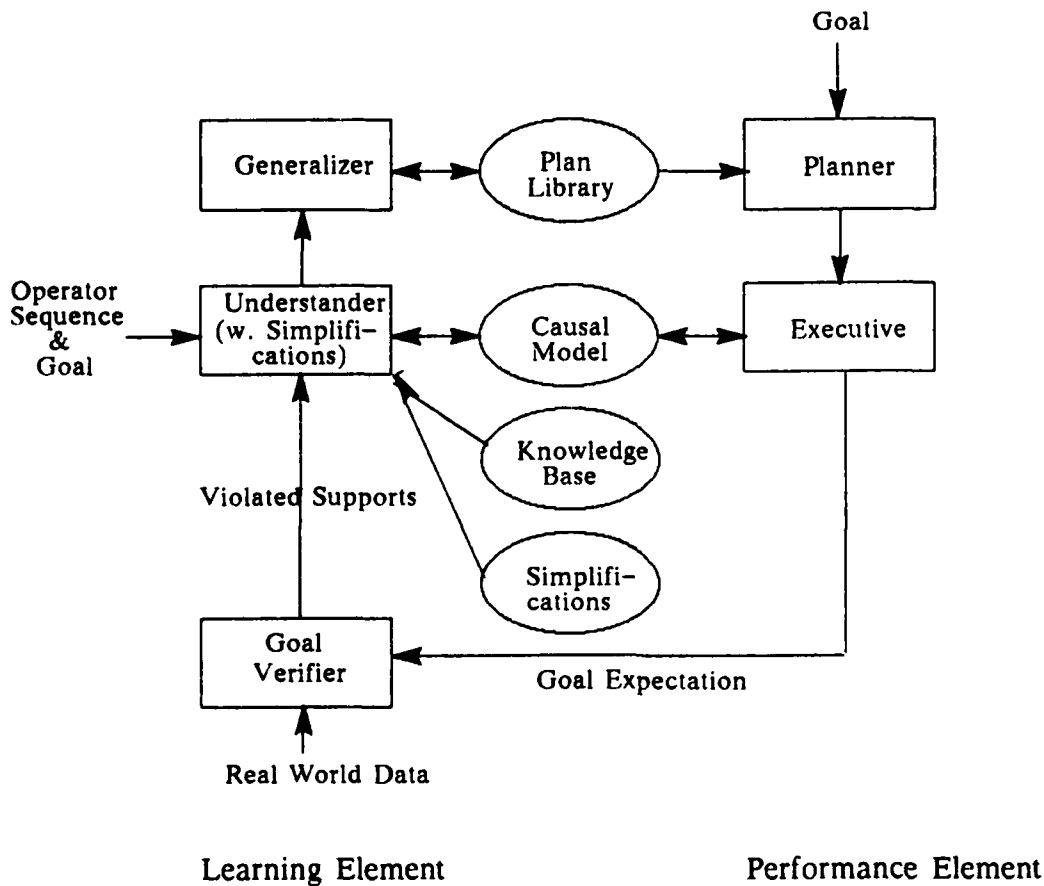 Goal
Generalizer
Plan
Library
Planner
Operator
Sequence
&
Goal
Understander
(w. Simplifi-
cations)
Causal
Model
Executive
Knowledge
Base
Violated Supports
Simplifi-
cations
Goal
Verifier
Goal Expectation
Real World Data
Learning Element
Performance Element